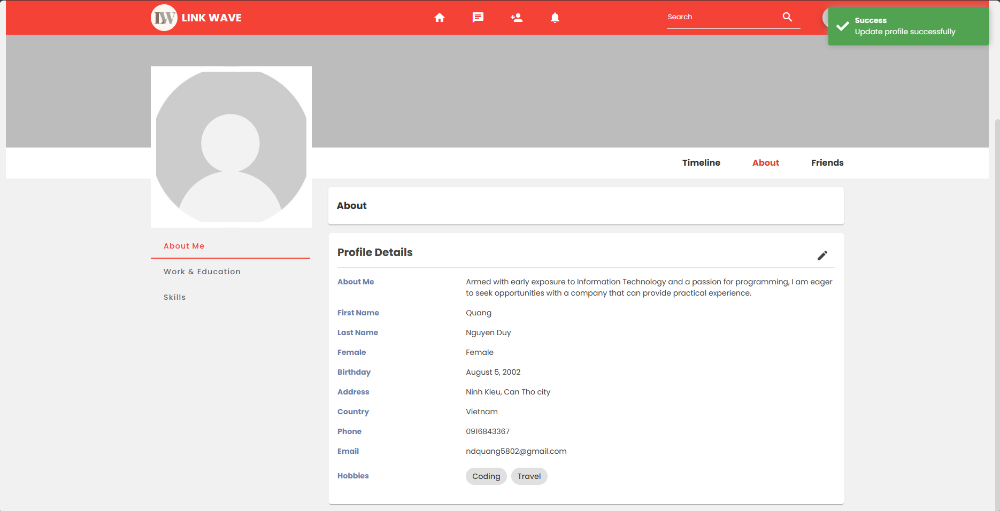 LW
LINK WAVE
Search
Success
Update profile successfully
Timeline
About
Friends
About
About Me
Work & Education
Skills
Profile Details
About Me
Armed with early exposure to Information Technology and a passion for programming, I am eager
to seek opportunities with a company that can provide practical experience.
First Name
Quang
Last Name
Nguyen Duy
Female
Female
Birthday
August 5, 2002
Address
Ninh Kieu, Can Tho city
Country
Vietnam
Phone
0916843367
Email
ndquang5802@gmail.com
Hobbies
Coding
Travel